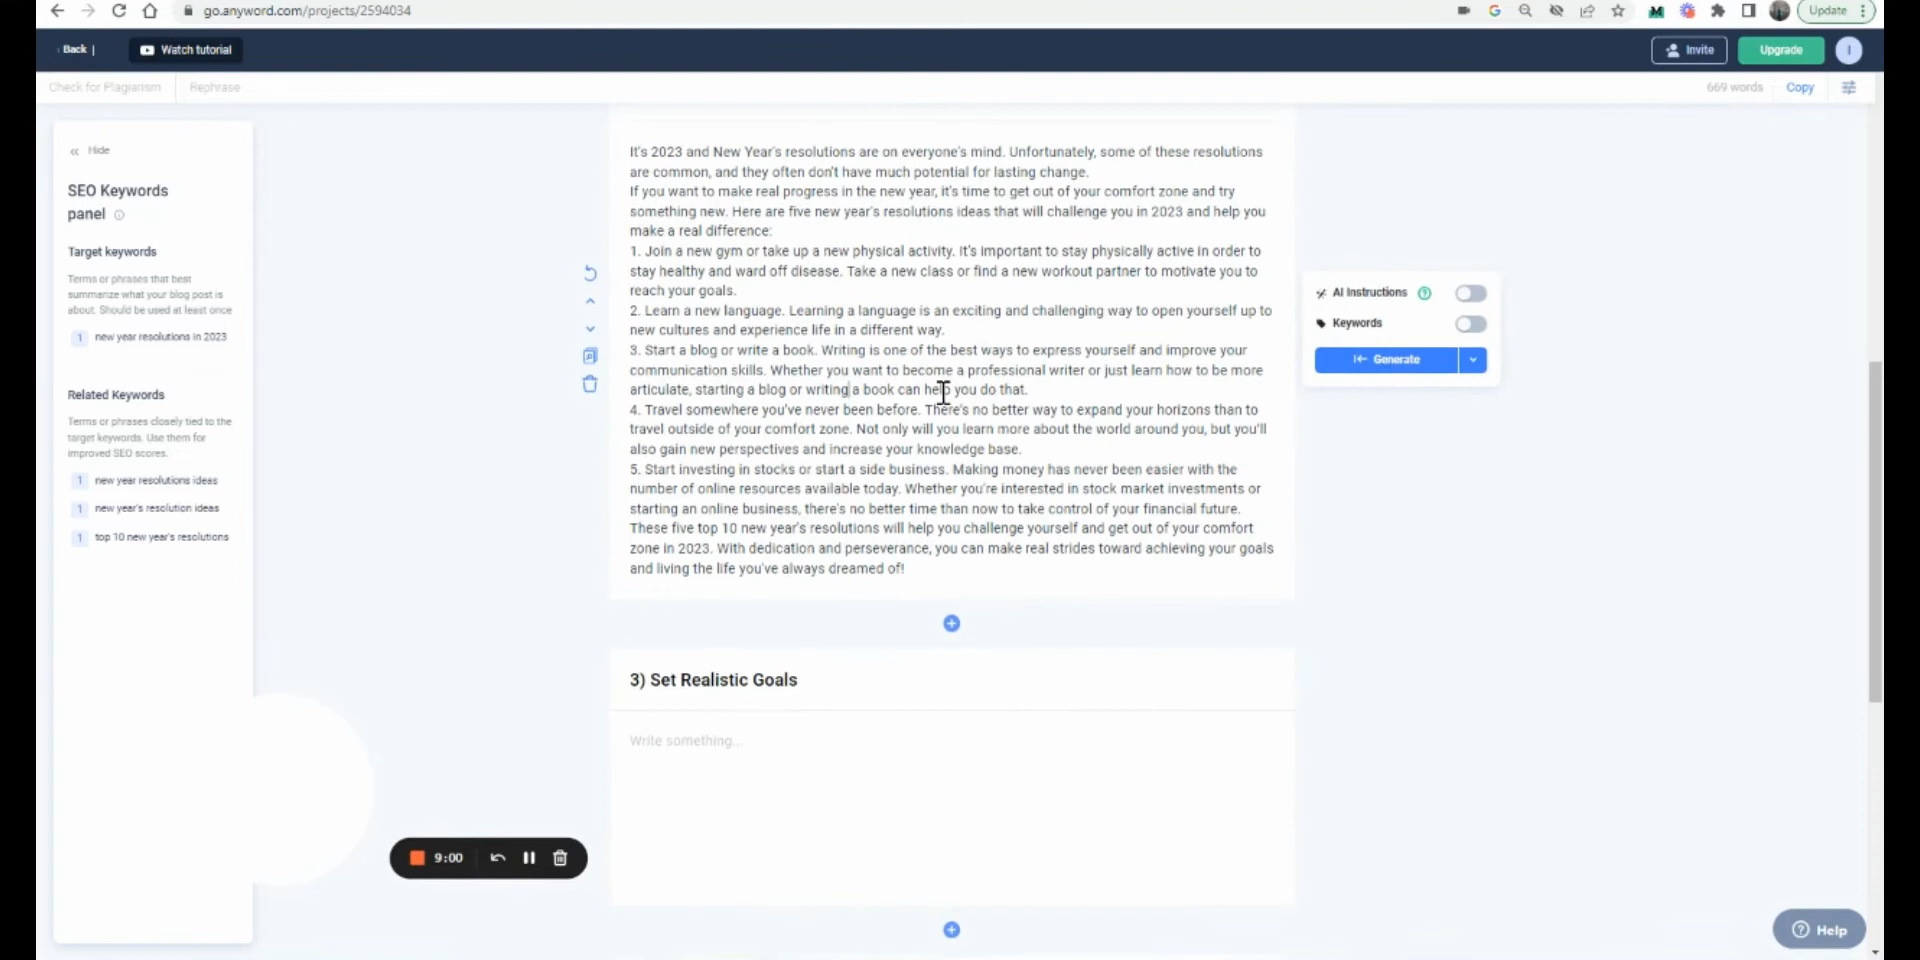 go.anyword.com/projects/2594034
Update
Back |
Watch tutorial
Invite
Upgrade
I
Check for Plagiarism
Rephrase
669 words
Copy
Hide
SEO Keywords
panel
Target keywords
Terms or phrases that best
summarize what your blog post is
about. Should be used at least once
1 new year resolutions in 2023
Related Keywords
Terms or phrases closely tied to the
target keywords. Use them for
improved SEO scores.
1 new year resolutions ideas
1 new year's resolution ideas
1 top 10 new year's resolutions
It's 2023 and New Year's resolutions are on everyone's mind. Unfortunately, some of these resolutions
are common, and they often don't have much potential for lasting change.
If you want to make real progress in the new year, it's time to get out of your comfort zone and try
something new. Here are five new year's resolutions ideas that will challenge you in 2023 and help you
make a real difference:
1. Join a new gym or take up a new physical activity. It's important to stay physically active in order to
stay healthy and ward off disease. Take a new class or find a new workout partner to motivate you to
reach your goals.
2. Learn a new language. Learning a language is an exciting and challenging way to open yourself up to
new cultures and experience life in a different way.
3. Start a blog or write a book. Writing is one of the best ways to express yourself and improve your
communication skills. Whether you want to become a professional writer or just learn how to be more
articulate, starting a blog or writing a book can help you do that.
4. Travel somewhere you've never been before. There's no better way to expand your horizons than to
travel outside of your comfort zone. Not only will you learn more about the world around you, but you'll
also gain new perspectives and increase your knowledge base.
5. Start investing in stocks or start a side business. Making money has never been easier with the
number of online resources available today. Whether you're interested in stock market investments or
starting an online business, there's no better time than now to take control of your financial future.
These five top 10 new year's resolutions will help you challenge yourself and get out of your comfort
zone in 2023. With dedication and perseverance, you can make real strides toward achieving your goals
and living the life you've always dreamed of!
AI Instructions
Keywords
Generate
3) Set Realistic Goals
Write something...
9:00
Help